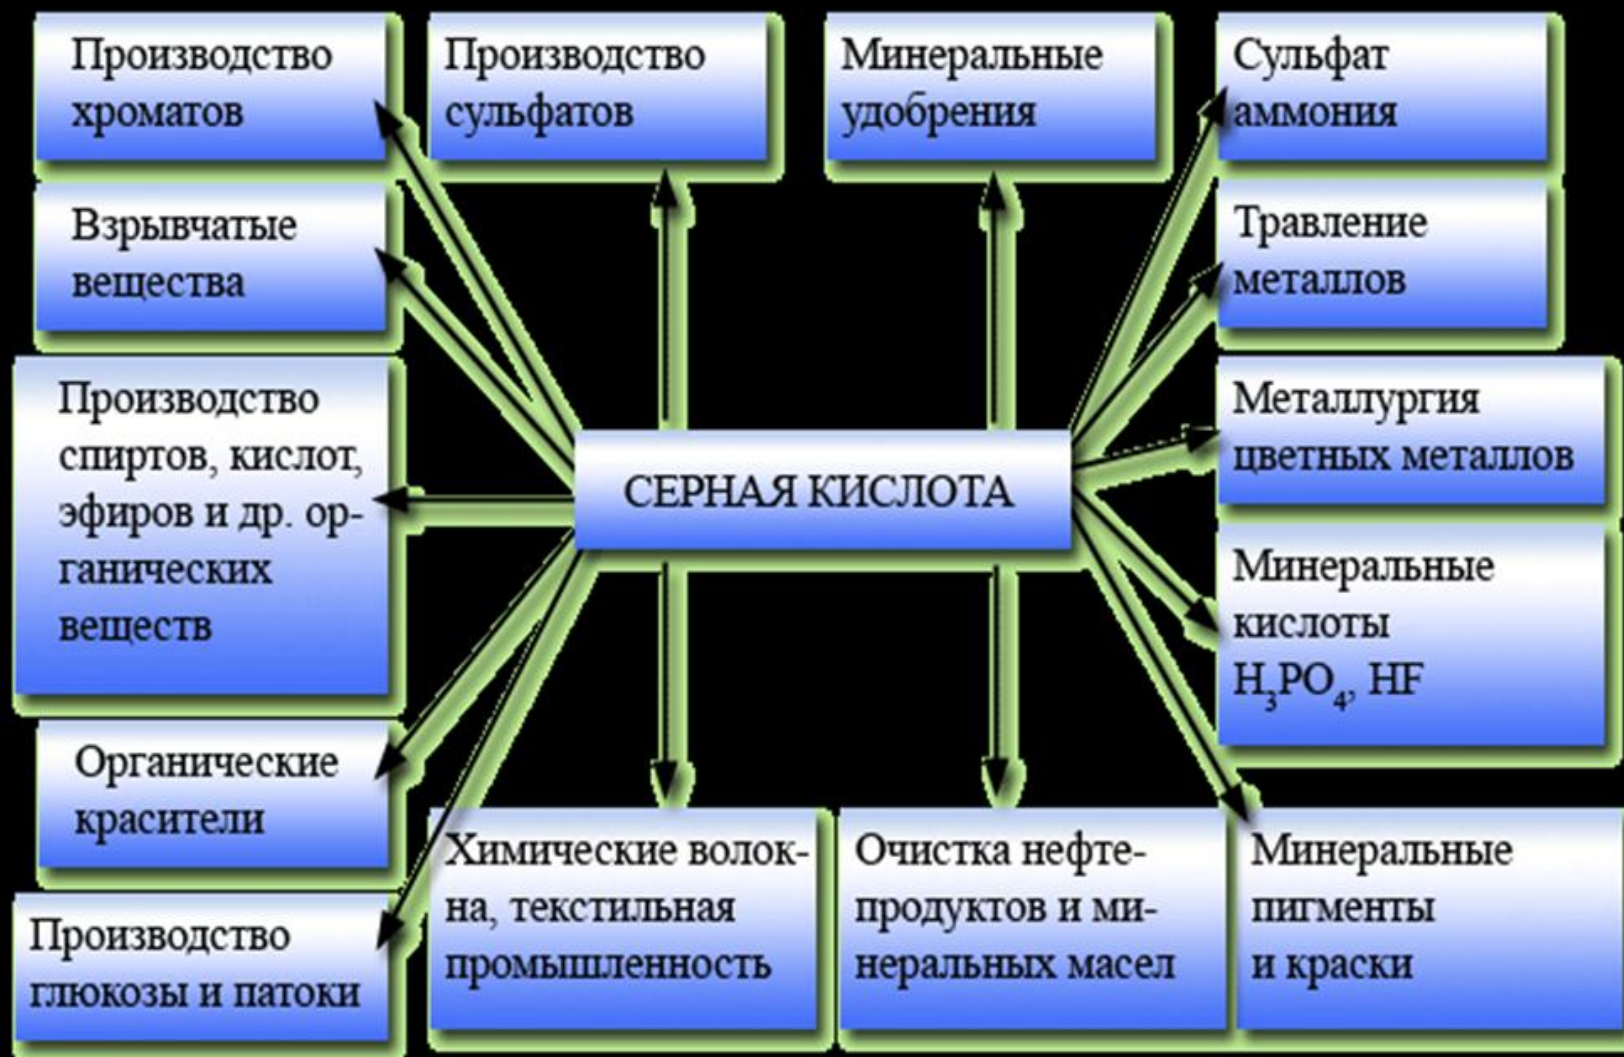 Производство
хроматов
Производство
сульфатов
Минеральные
удобрения
Сульфат
аммония
Взрывчатые
вещества
Травление
металлов
Производство
спиртов, кислот,
эфиров и др. ор-
ганических
веществ
СЕРНАЯ КИСЛОТА
Металлургия
цветных металлов
Минеральные
кислоты
H₃PO₄, HF
Органические
красители
Производство
глюкозы и патоки
Химические волок-
на, текстильная
промышленность
Очистка нефте-
продуктов и ми-
неральных масел
Минеральные
пигменты
и краски